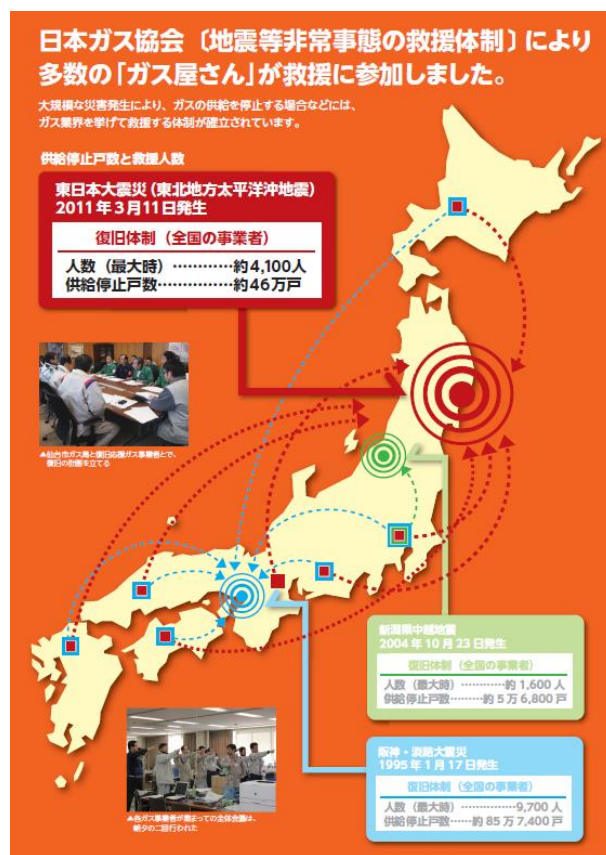 日本ガス協会〔地震等非常事態の救援体制〕により
多数の「ガス屋さん」が救援に参加しました。
大規模な災害発生により、ガスの供給を停止する場合などには、
ガス業界を挙げて救援する体制が確立されています。
供給停止戸数と救援人数
東日本大震災(東北地方太平洋沖地震)
2011年3月11日発生
復旧体制(全国の事業者)
人数(最大時)…………約4,100人
供給停止戸数……………約46万戸
▲仙台市ガス局と復旧応援ガス事業者とで、
復旧の計画を立てる
新潟県中越地震
2004年10月23日発生
復旧体制(全国の事業者)
人数(最大時)…………約1,600人
供給停止戸数………約5万6,800戸
阪神・淡路大震災
1995年1月17日発生
復旧体制(全国の事業者)
人数(最大時)……………9,700人
供給停止戸数……約85万7,400戸
▲各ガス事業者が集まっての全体会議は、
朝夕の二回行われた